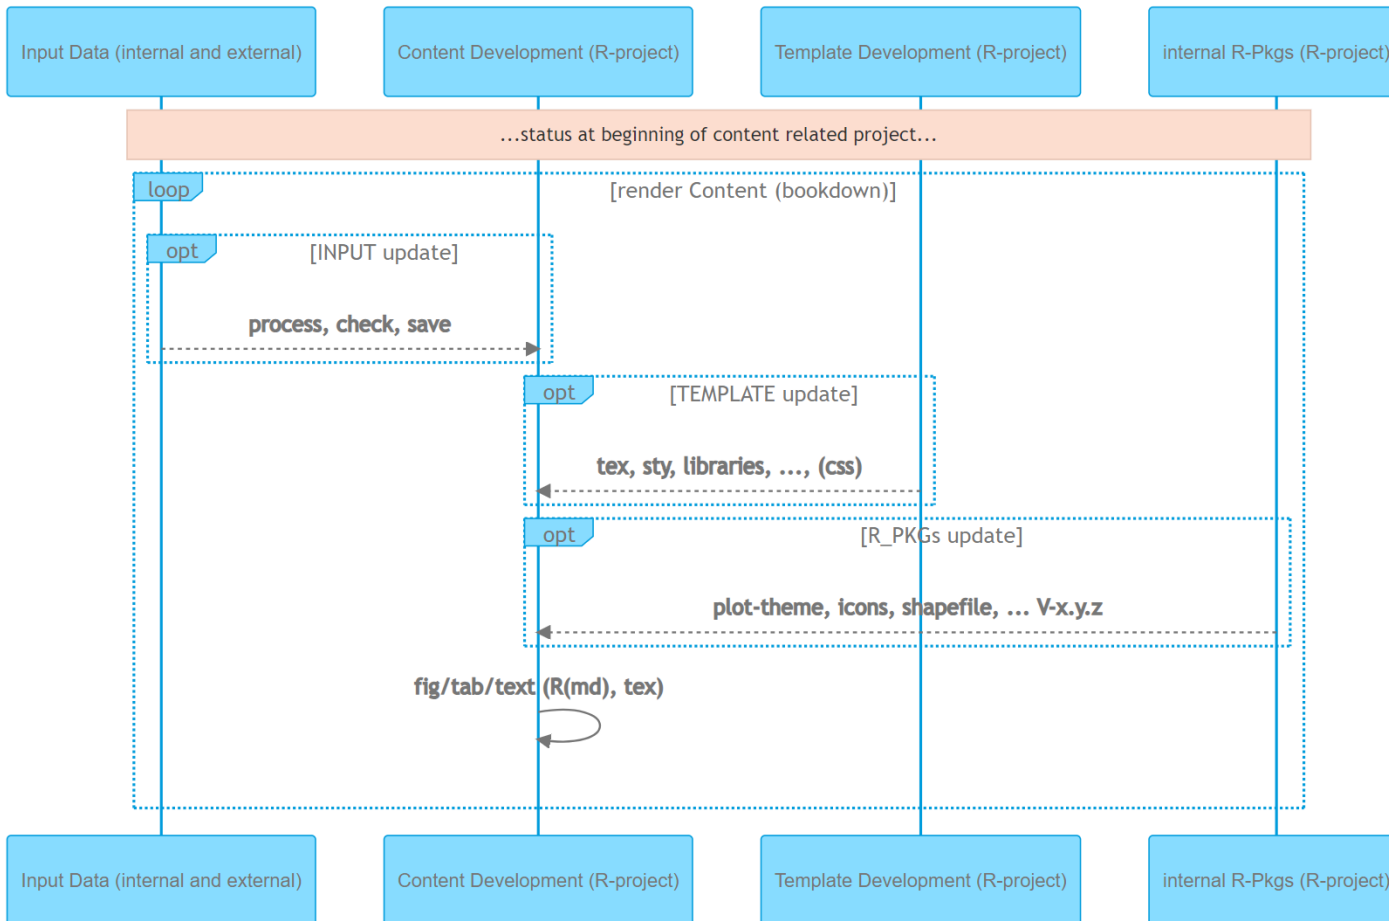 Input Data (internal and external)
Content Development (R-project)
Template Development (R-project)
internal R-Pkgs (R-project)
...status at beginning of content related project...
loop
[render Content (bookdown)]
opt
[INPUT update]
process, check, save
opt
[TEMPLATE update]
tex, sty, libraries, ..., (css)
opt
[R_PKGs update]
plot-theme, icons, shapefile, ... V-x.y.z
fig/tab/text (R(md), tex)
Input Data (internal and external)
Content Development (R-project)
Template Development (R-project)
internal R-Pkgs (R-project)